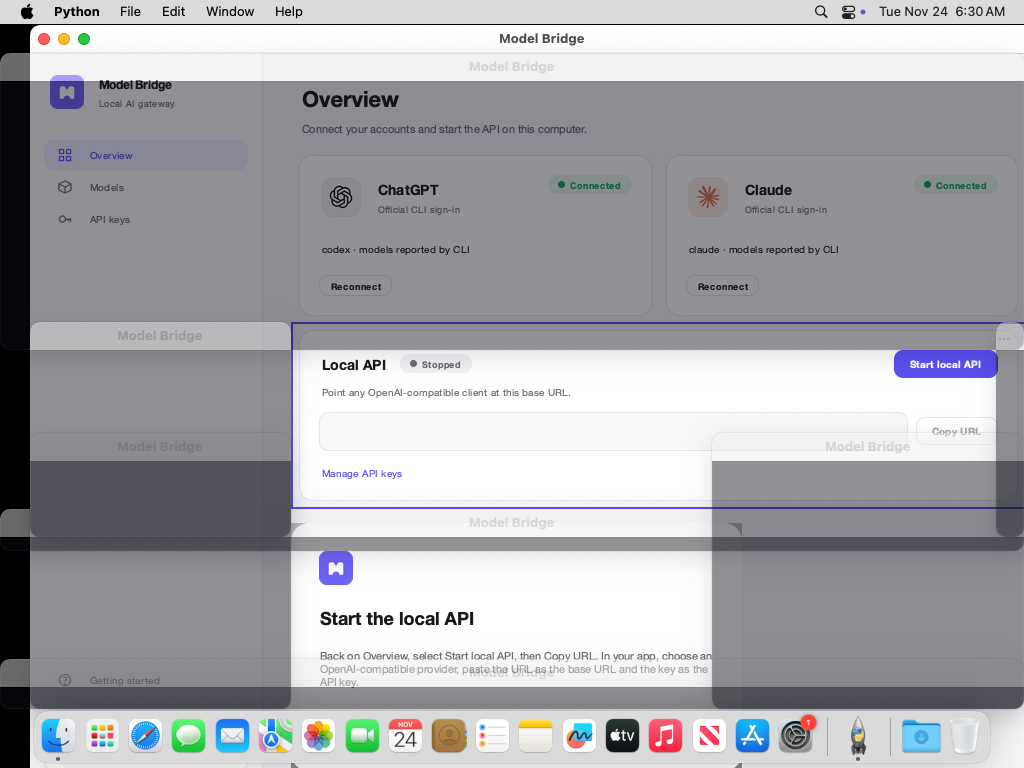 Python File Edit Window Help Tue Nov 24 6:30 AM
Model Bridge
Model Bridge
Model Bridge
Local AI gateway
Overview
Connect your accounts and start the API on this computer.
Overview
Models
API keys
ChatGPT
Official CLI sign-in
Connected
codex · models reported by CLI
Reconnect
Claude
Official CLI sign-in
Connected
claude · models reported by CLI
Reconnect
Model Bridge
...
Local API
Stopped
Start local API
Point any OpenAI-compatible client at this base URL.
Copy URL
Model Bridge
Model Bridge
Manage API keys
Model Bridge
Start the local API
Back on Overview, select Start local API, then Copy URL. In your app, choose an
OpenAI-compatible provider, paste the URL as the base URL and the key as the
API key.
Model Bridge
Getting started
NOV
24
tv
1